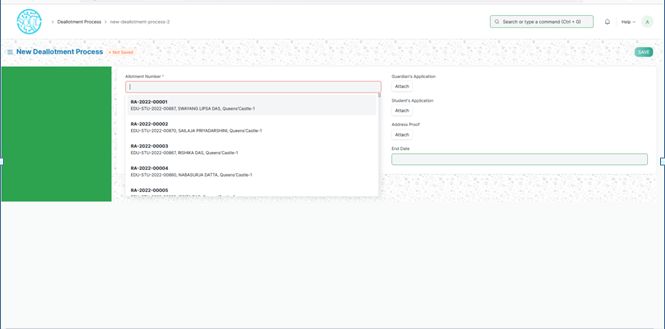 Deallotment Process
new-deallotment-process-2
Search or type a command (Ctrl + G)
Help
A
New Deallotment Process
Not Saved
SAVE
Allotment Number *
RA-2022-00001
EDU-STU-2022-00887, SWAYANG LIPSA DAS, Queens'Castle-1
RA-2022-00002
EDU-STU-2022-00870, SAILAJA PRIYADARSHINI, Queens'Castle-1
RA-2022-00003
EDU-STU-2022-00867, RISHIKA DAS, Queens'Castle-1
RA-2022-00004
EDU-STU-2022-00860, NABASURJA DATTA, Queens'Castle-1
RA-2022-00005
Guardian's Application
Attach
Student's Application
Attach
Address Proof
Attach
End Date